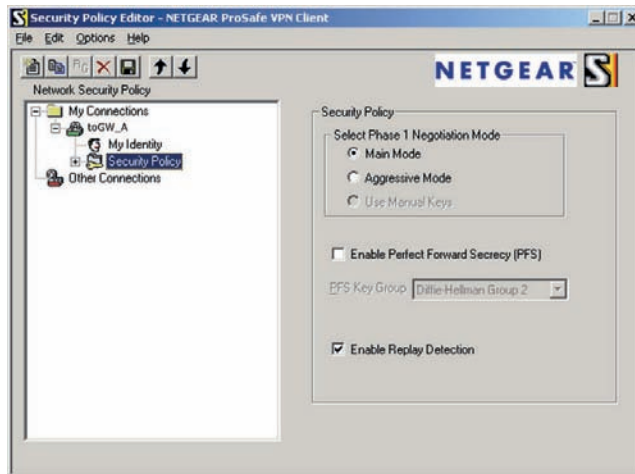 Security Policy Editor - NETGEAR ProSafe VPN Client
File Edit Options Help
NETGEAR
Network Security Policy
My Connections
toGW_A
My Identity
Security Policy
Other Connections
Security Policy
Select Phase 1 Negotiation Mode
Main Mode
Aggressive Mode
Use Manual Keys
Enable Perfect Forward Secrecy (PFS)
PFS Key Group Diffie-Hellman Group 2
Enable Replay Detection